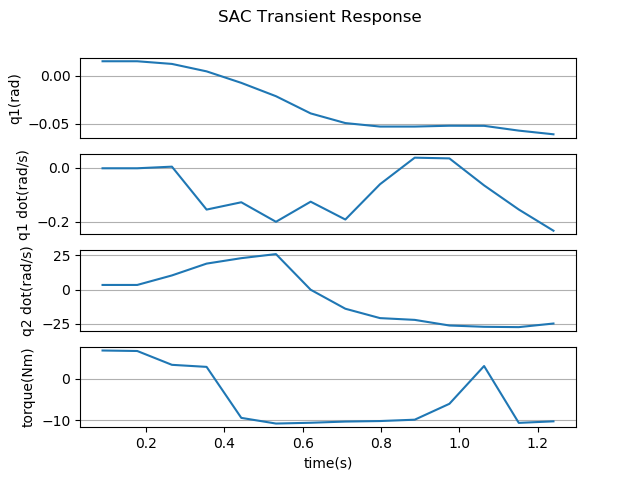 SAC Transient Response
q1(rad)
0.00
−0.05
q1 dot(rad/s)
0.0
−0.2
q2 dot(rad/s)
25
0
−25
torque(Nm)
0
−10
0.2 0.4 0.6 0.8 1.0 1.2
time(s)